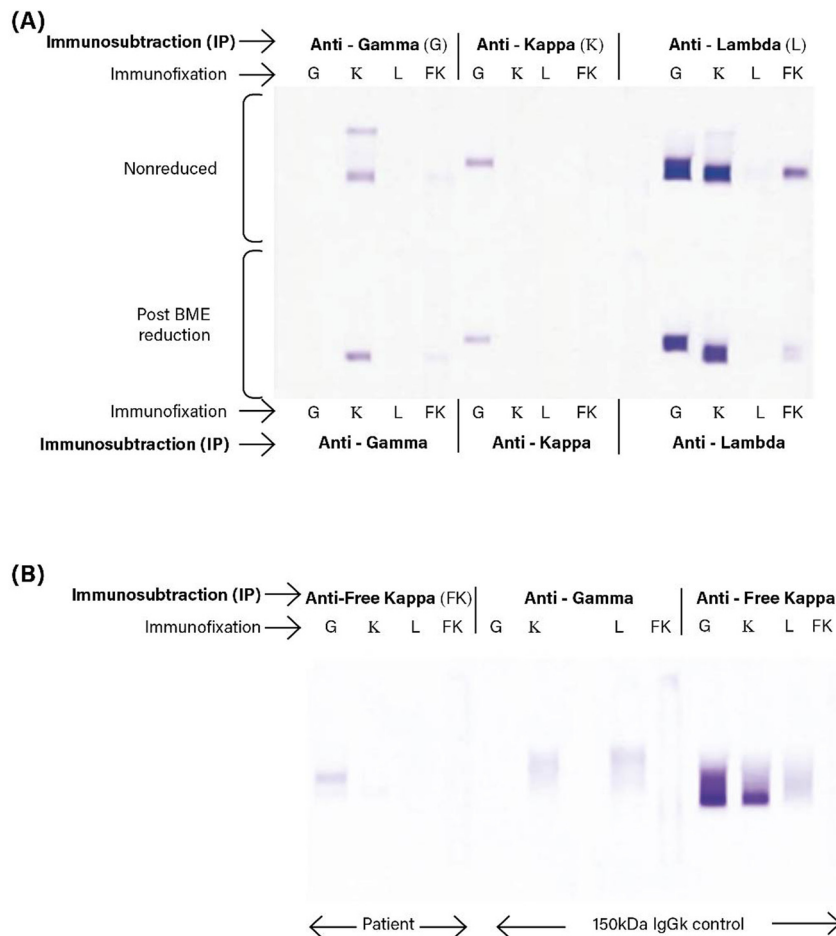 (A)
Immunosubtraction (IP) Anti - Gamma (G) Anti - Kappa (K) Anti - Lambda (L)
Immunofixation G K L FK G K L FK G K L FK
Nonreduced
Post BME
reduction
Immunofixation G K L FK G K L FK G K L FK
Immunosubtraction (IP) Anti - Gamma Anti - Kappa Anti - Lambda
(B)
Immunosubtraction (IP) Anti-Free Kappa (FK) Anti - Gamma Anti - Free Kappa
Immunofixation G K L FK G K L FK G K L FK
Patient 150kDa IgGk control